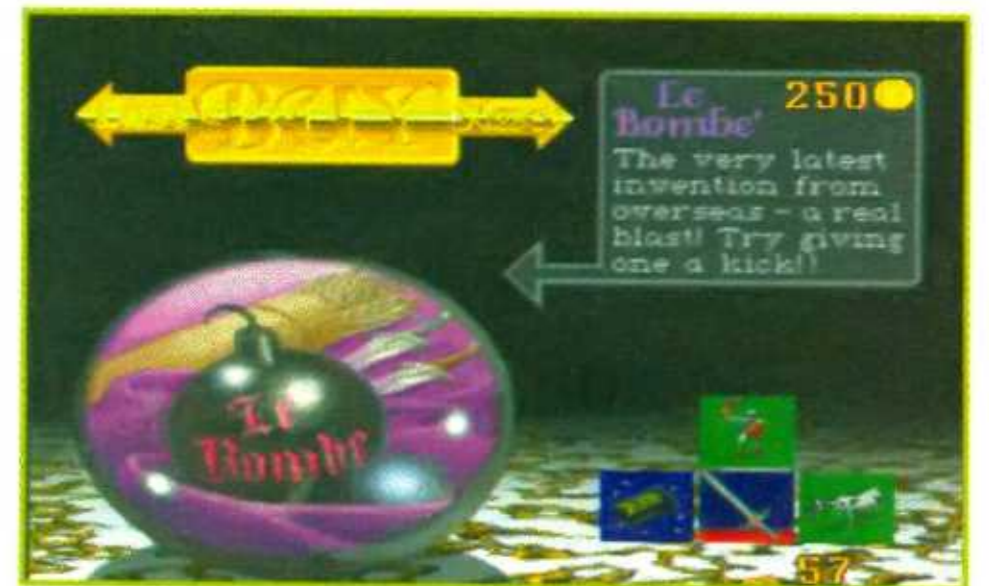 BUY
250
Le
Bombe'
The very latest
invention from
overseas - a real
blast! Try giving
one a kick!!
Le
Bombe
57